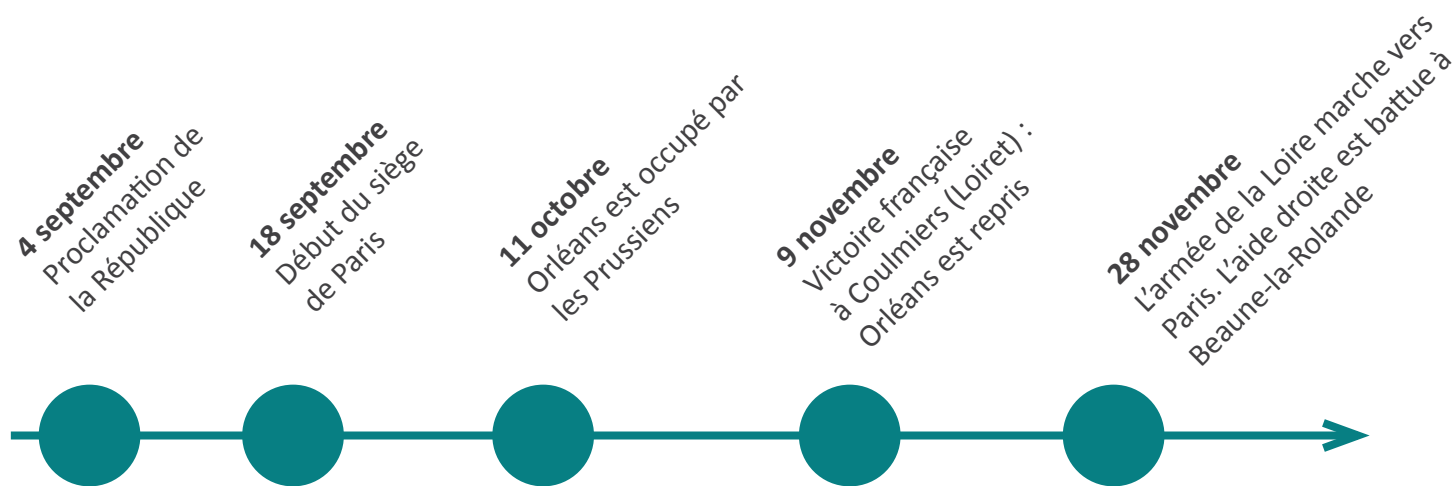 4 septembre
Proclamation de
la République
18 septembre
Début du siège
de Paris
11 octobre
Orléans est occupé par
les Prussiens
9 novembre
Victoire française
à Coulmiers (Loiret) :
Orléans est repris
28 novembre
L'armée de la Loire marche vers
Paris. L'aide droite est battue à
Beaune-la-Rolande